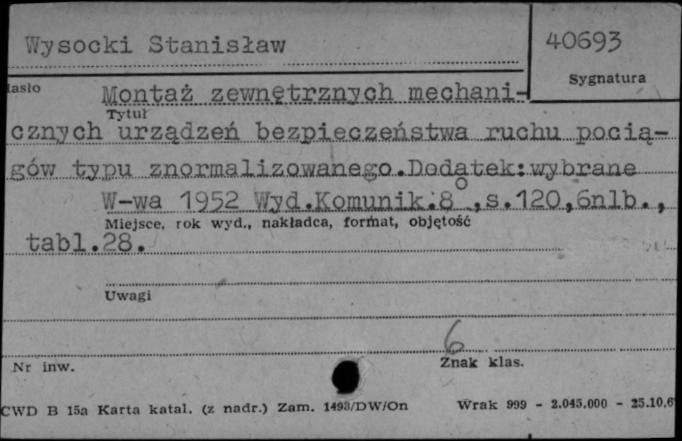 Wysocki Stanisław
40693
Sygnatura
Hasło Montaż zewnętrznych mechani-
Tytuł
cznych urządzeń bezpieczeństwa ruchu pocią-
gów typu znormalizowanego.Dodatek:wybrane
W-wa 1952 Wyd.Komunik.8°,s.120,6nlb.,
Miejsce, rok wyd., nakładca, format, objętość
tabl.28.
Uwagi
6
Nr inw.
Znak klas.
CWD B 15a Karta katal. (z nadr.) Zam. 1493/DW/On Wrak 999 - 2.045.000 - 25.10.6